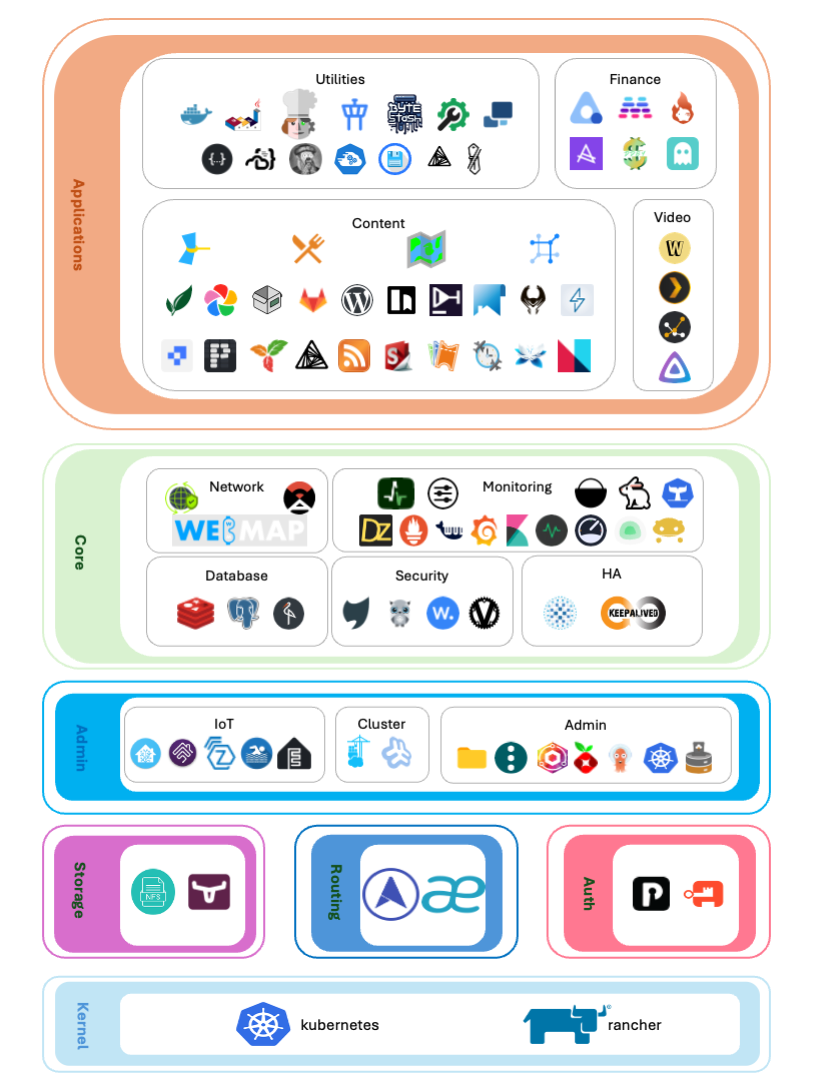 Applications
Utilities
BYTE
STASH
{..}
Finance
Content
Video
W
Core
Network
WEBMAP
Monitoring
DZ
Database
Security
W.
HA
KEEPALIVED
Admin
IoT
Cluster
Admin
Storage
NFS
Routing
æ
Auth
Kernel
kubernetes
rancher